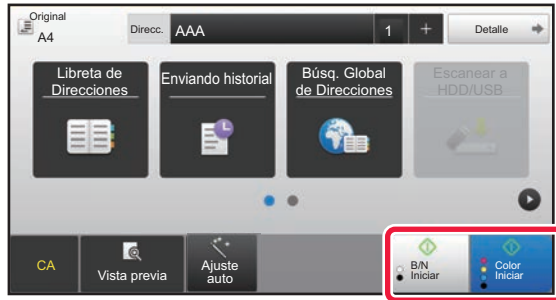 Original
A4
Direcc. AAA 1 + Detalle
Libreta de
Direcciones
Enviando historial
Búsq. Global
de Direcciones
Escanear a
HDD/USB
CA
Vista previa
Ajuste
auto
B/N
Iniciar
Color
Iniciar